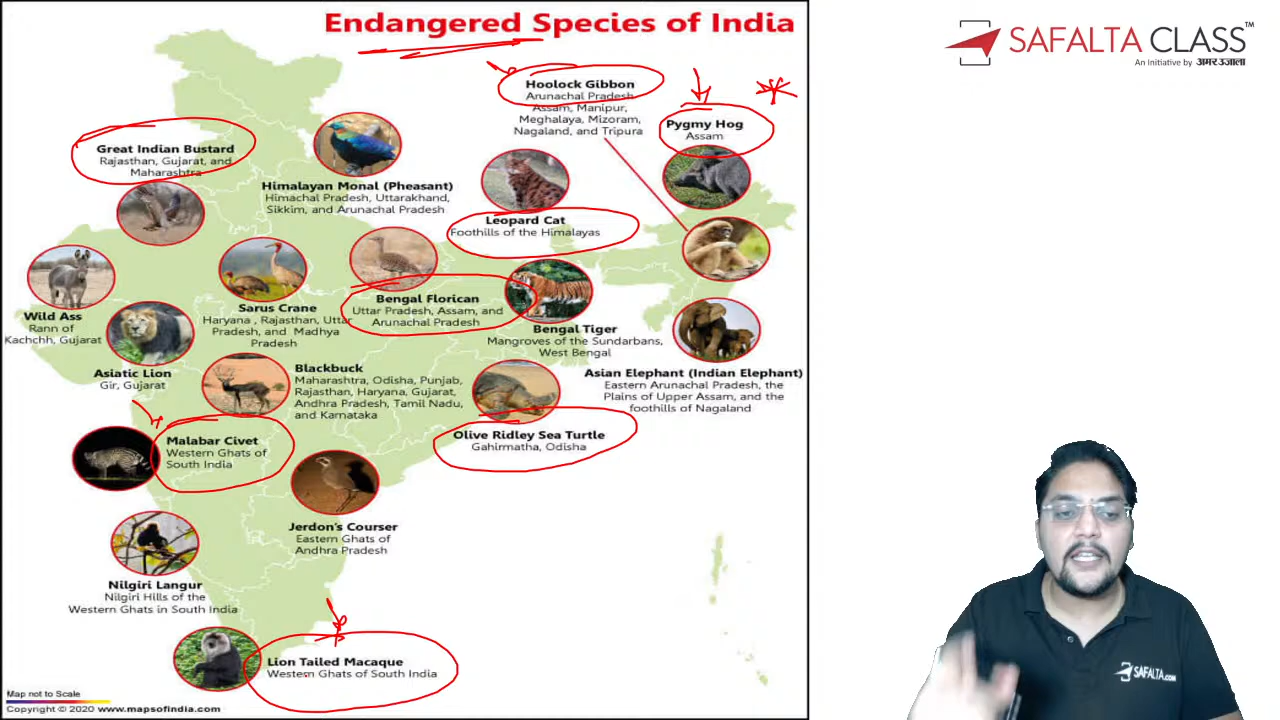 Endangered Species of India
SAFALTA CLASS™
An Initiative by अमर उजाला
Hoolock Gibbon
Arunachal Pradesh
Assam, Manipur,
Meghalaya, Mizoram,
Nagaland, and Tripura
Pygmy Hog
Assam
Great Indian Bustard
Rajasthan, Gujarat, and
Maharashtra
Himalayan Monal (Pheasant)
Himachal Pradesh, Uttarakhand,
Sikkim, and Arunachal Pradesh
Leopard Cat
Foothills of the Himalayas
Wild Ass
Rann of
Kachchh, Gujarat
Sarus Crane
Haryana , Rajasthan, Uttar
Pradesh, and Madhya
Pradesh
Bengal Florican
Uttar Pradesh, Assam, and
Arunachal Pradesh
Bengal Tiger
Mangroves of the Sundarbans,
West Bengal
Asiatic Lion
Gir, Gujarat
Blackbuck
Maharashtra, Odisha, Punjab,
Rajasthan, Haryana, Gujarat,
Andhra Pradesh, Tamil Nadu,
and Karnataka
Asian Elephant (Indian Elephant)
Eastern Arunachal Pradesh, the
Plains of Upper Assam, and the
foothills of Nagaland
Malabar Civet
Western Ghats of
South India
Olive Ridley Sea Turtle
Gahirmatha, Odisha
Jerdon's Courser
Eastern Ghats of
Andhra Pradesh
Nilgiri Langur
Nilgiri Hills of the
Western Ghats in South India
Lion Tailed Macaque
Western Ghats of South India
Map not to Scale
Copyright © 2020 www.mapsofindia.com
SAFALTA.COM